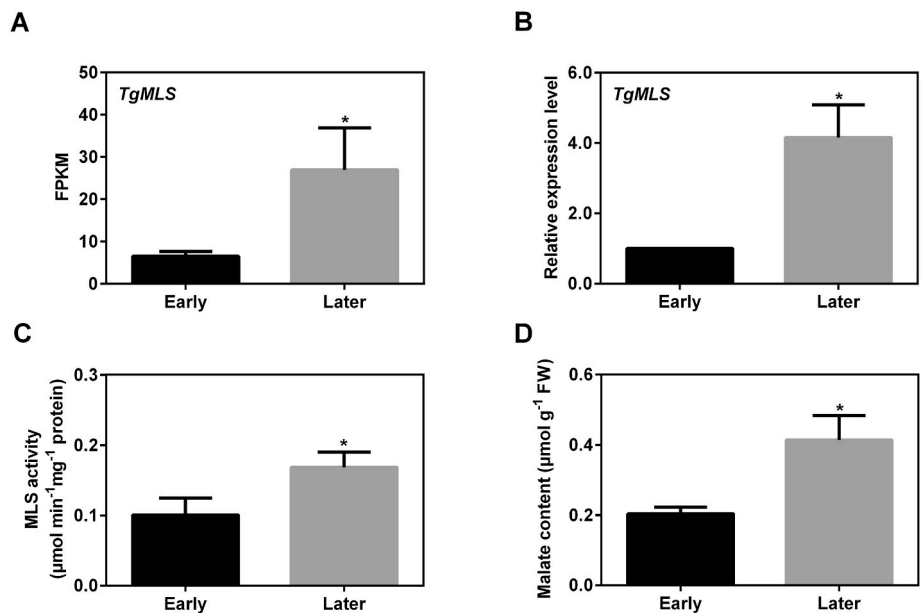 A
FPKM
50
40
30
20
10
0
TgMLS
*
Early
Later
B
Relative expression level
6.0
4.0
2.0
0.0
TgMLS
*
Early
Later
C
MLS activity
(µmol min⁻¹mg⁻¹ protein)
0.3
0.2
0.1
0.0
*
Early
Later
D
Malate content (µmol g⁻¹ FW)
0.6
0.4
0.2
0.0
*
Early
Later